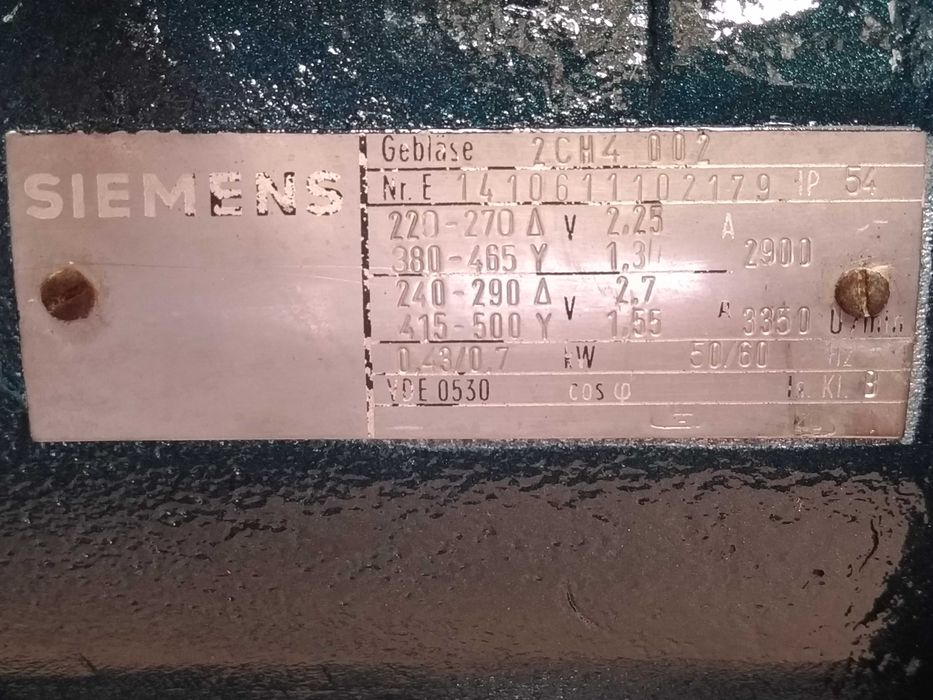 SIEMENS
Gebläse 2CH4 002
Nr. E 1410611102179 IP 54
220-270 Δ V 2,25 A
380-465 Y 1,3 2900
240-290 Δ V 2,7 A
415-500 Y 1,55 3350 U/min
0,43/0,7 kW 50/60 Hz
VDE 0530 cos φ Is. Kl. B